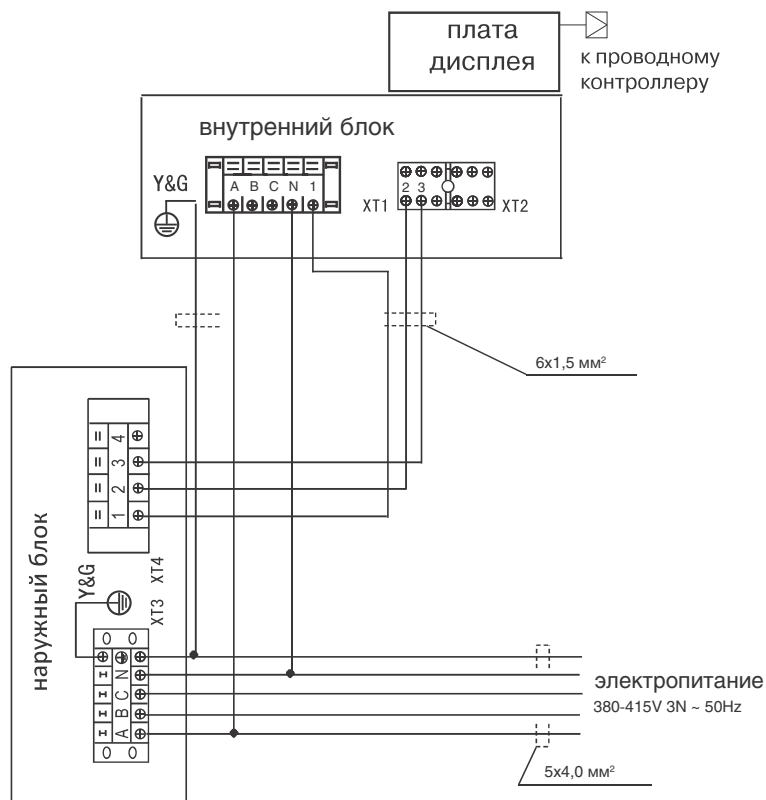 плата
дисплея
к проводному
контроллеру
внутренний блок
Y&G
A B C N 1
2 3
XT1
XT2
6x1,5 мм²
наружный блок
4
3
2
1
Y&G
XT4
XT3
N
C
B
A
электропитание
380-415V 3N ~ 50Hz
5x4,0 мм²